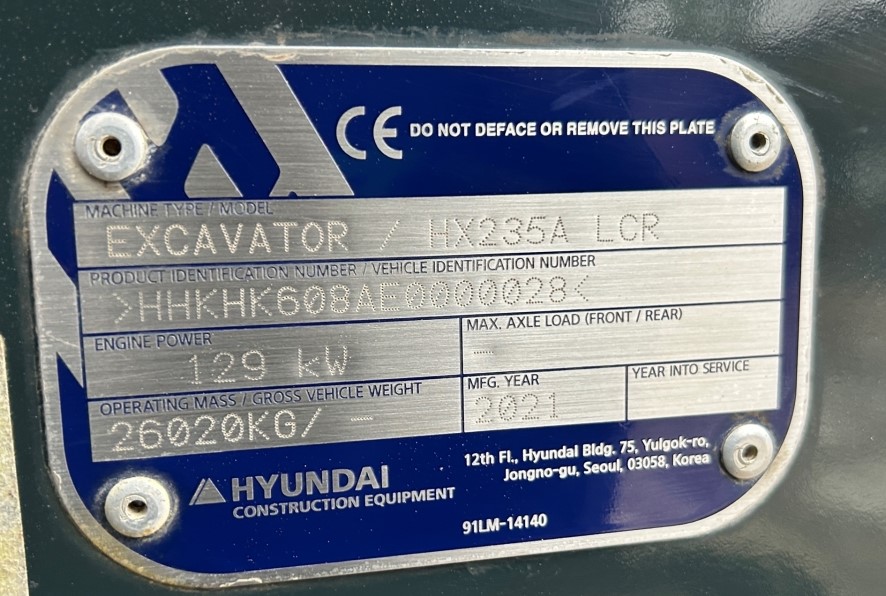 CE DO NOT DEFACE OR REMOVE THIS PLATE
MACHINE TYPE / MODEL
EXCAVATOR / HX235A LCR
PRODUCT IDENTIFICATION NUMBER / VEHICLE IDENTIFICATION NUMBER
>HHKHK608AE0000028<
ENGINE POWER
129 kW
MAX. AXLE LOAD (FRONT / REAR)
OPERATING MASS / GROSS VEHICLE WEIGHT
26020KG/ -
MFG. YEAR
2021
YEAR INTO SERVICE
HYUNDAI
CONSTRUCTION EQUIPMENT
12th Fl., Hyundai Bldg. 75, Yulgok-ro,
Jongno-gu, Seoul, 03058, Korea
91LM-14140